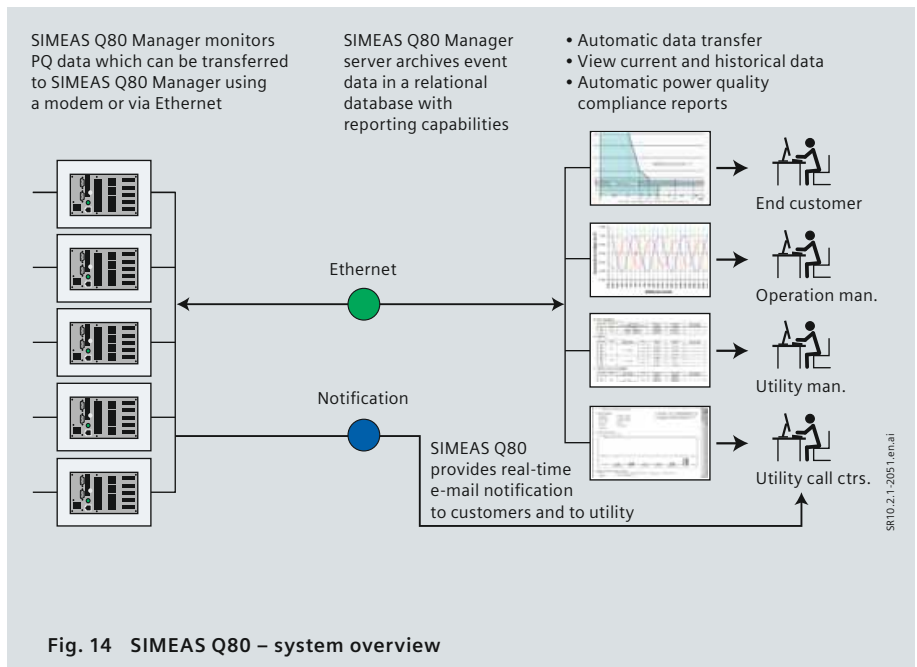 SIMEAS Q80 Manager monitors
PQ data which can be transferred
to SIMEAS Q80 Manager using
a modem or via Ethernet
SIMEAS Q80 Manager
server archives event
data in a relational
database with
reporting capabilities
• Automatic data transfer
• View current and historical data
• Automatic power quality
compliance reports
End customer
Ethernet
Operation man.
Utility man.
Notification
SIMEAS Q80
provides real-time
e-mail notification
to customers and to utility
Utility call ctrs.
SR10.2.1-2051.en.ai
Fig. 14 SIMEAS Q80 – system overview